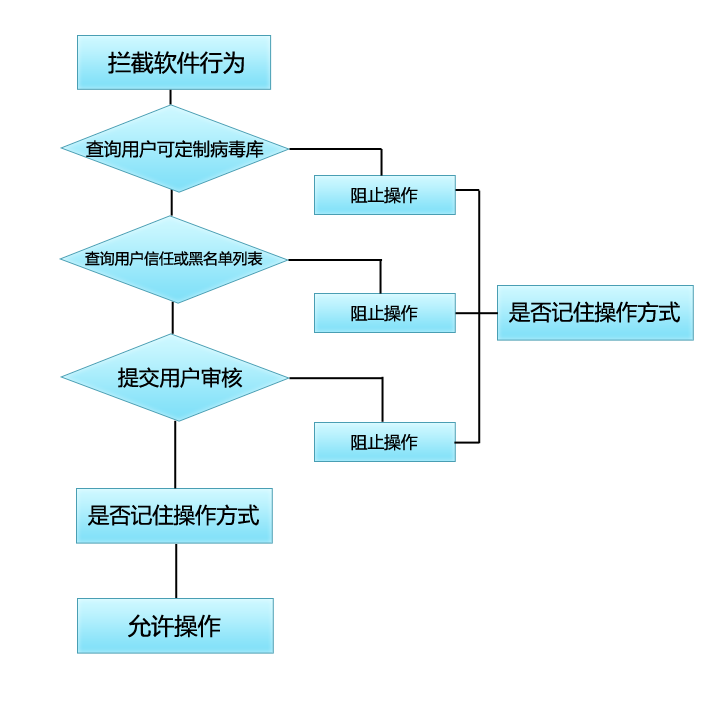 拦截软件行为
查询用户可定制病毒库
阻止操作
查询用户信任或黑名单列表
阻止操作
是否记住操作方式
提交用户审核
阻止操作
是否记住操作方式
允许操作